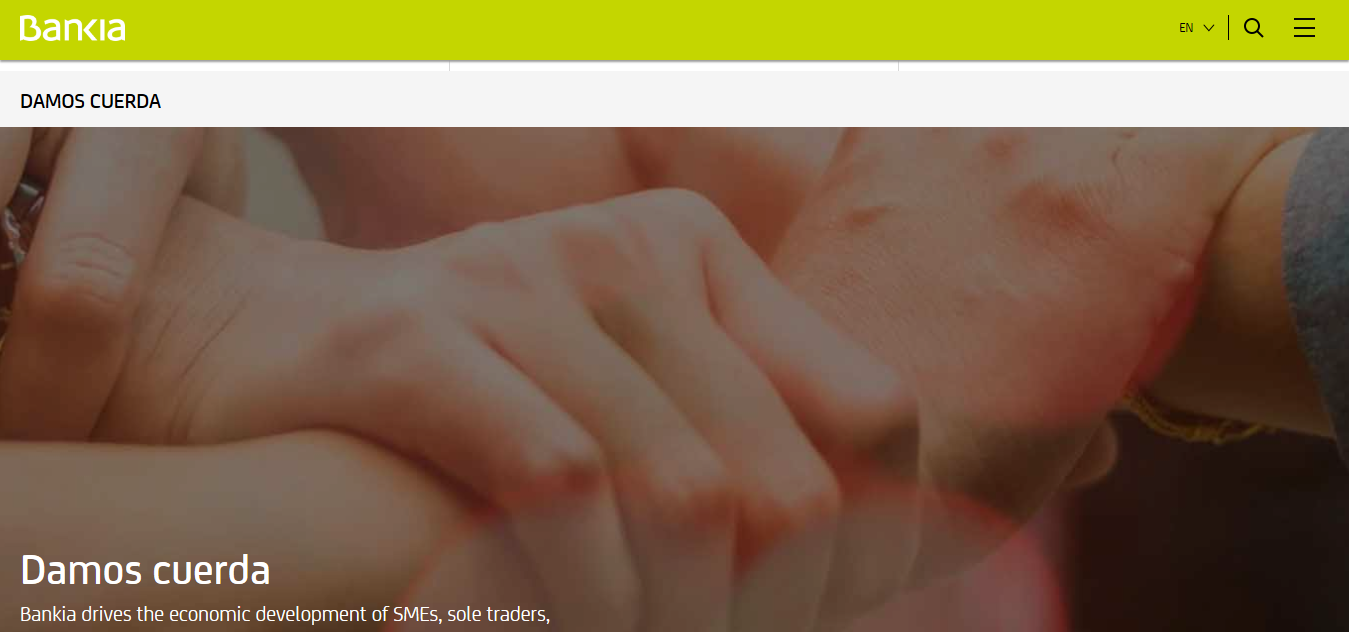 Bankia
EN
DAMOS CUERDA
Damos cuerda
Bankia drives the economic development of SMEs, sole traders,